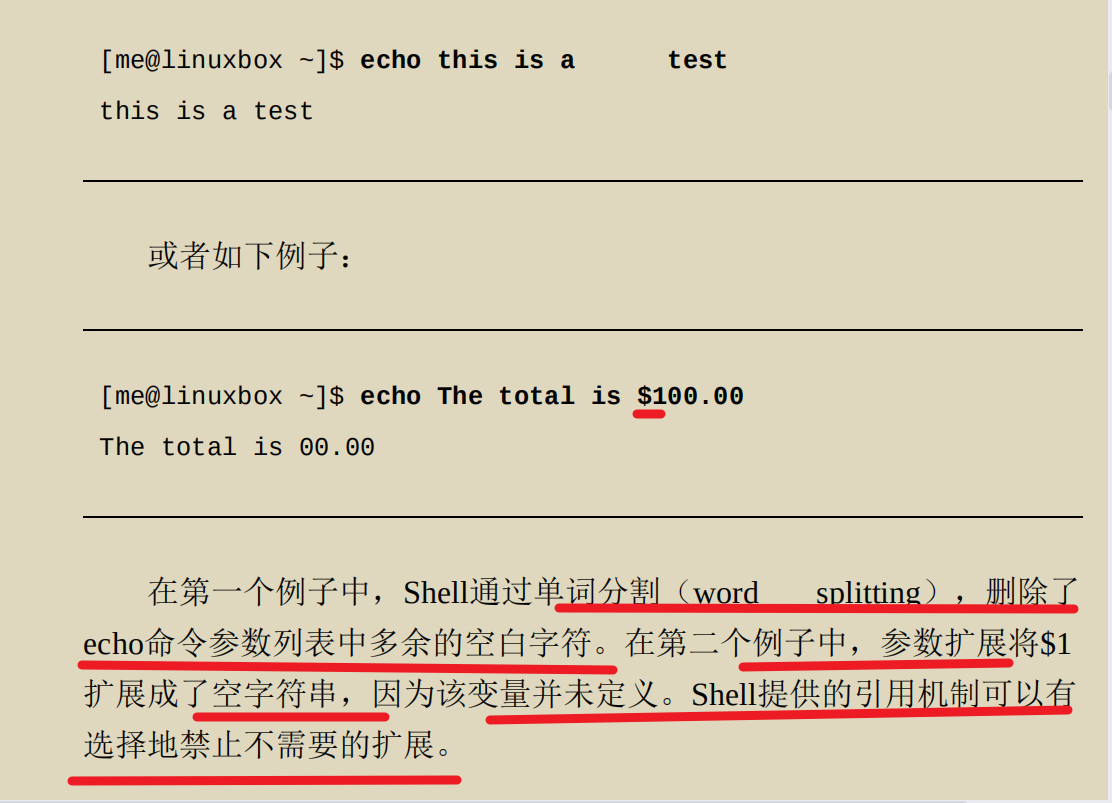 [me@linuxbox ~]$ echo this is a      test
this is a test
或者如下例子：
[me@linuxbox ~]$ echo The total is $100.00
The total is 00.00
在第一个例子中，Shell通过单词分割（word splitting），删除了
echo命令参数列表中多余的空白字符。在第二个例子中，参数扩展将$1
扩展成了空字符串，因为该变量并未定义。Shell提供的引用机制可以有
选择地禁止不需要的扩展。